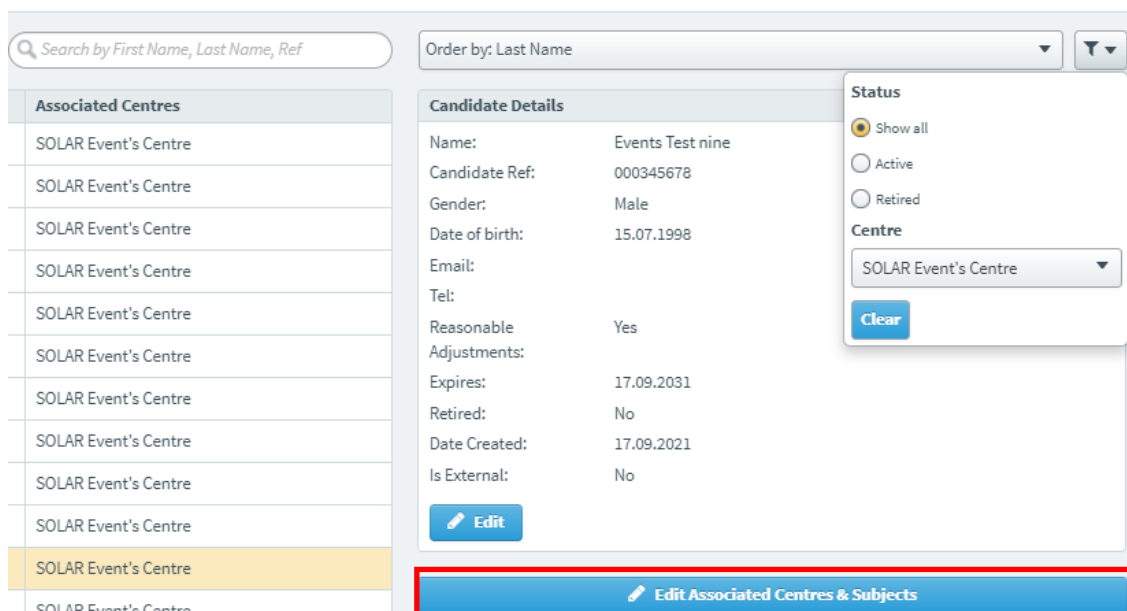 Search by First Name, Last Name, Ref
Order by: Last Name
Associated Centres
SOLAR Event's Centre
SOLAR Event's Centre
SOLAR Event's Centre
SOLAR Event's Centre
SOLAR Event's Centre
SOLAR Event's Centre
SOLAR Event's Centre
SOLAR Event's Centre
SOLAR Event's Centre
SOLAR Event's Centre
SOLAR Event's Centre
SOLAR Event's Centre
Candidate Details
Name: Events Test nine
Candidate Ref: 000345678
Gender: Male
Date of birth: 15.07.1998
Email:
Tel:
Reasonable Yes
Adjustments:
Expires: 17.09.2031
Retired: No
Date Created: 17.09.2021
Is External: No
Edit
Status
Show all
Active
Retired
Centre
SOLAR Event's Centre
Clear
Edit Associated Centres & Subjects